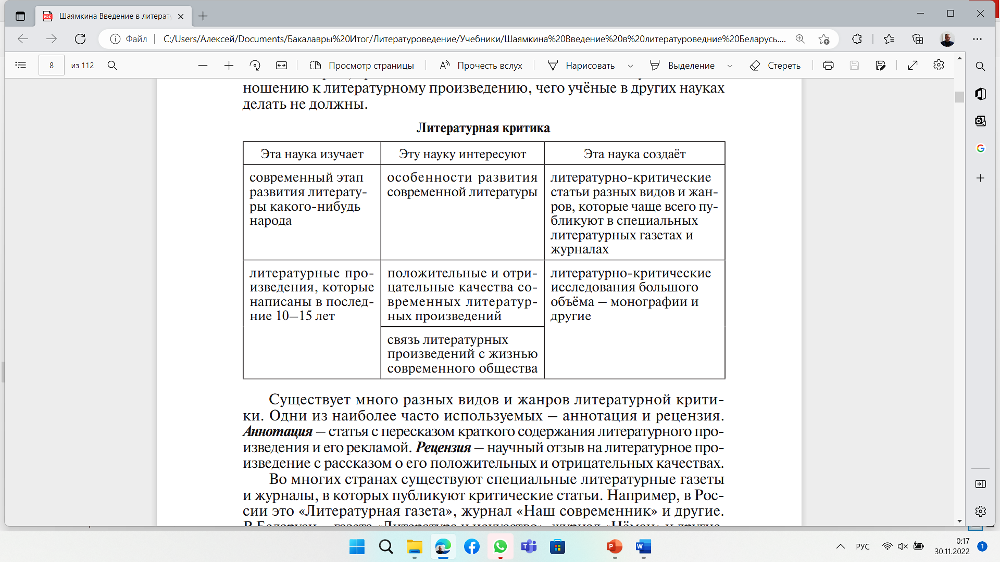 Шаямкина Введение в литерату
Файл
C:/Users/Алексей/Documents/Бакалавры%20Итог/Литературоведение/Учебники/Шаямкина%20Введение%20в%20литературоведние%20Беларусь....
8
из 112
Просмотр страницы
Прочесть вслух
Нарисовать
Выделение
Стереть
ношению к литературному произведению, чего учёные в других науках
делать не должны.
Литературная критика
Эта наука изучает
Эту науку интересуют
Эта наука создаёт
современный этап
развития литерату-
ры какого-нибудь
народа
особенности развития
современной литературы
литературно-критические
статьи разных видов и жан-
ров, которые чаще всего пу-
бликуют в специальных
литературных газетах и
журналах
литературные про-
изведения, которые
написаны в послед-
ние 10–15 лет
положительные и отри-
цательные качества со-
временных литератур-
ных произведений
связь литературных
произведений с жизнью
современного общества
литературно-критические
исследования большого
объёма – монографии и
другие
Существует много разных видов и жанров литературной крити-
ки. Одни из наиболее часто используемых – аннотация и рецензия.
Аннотация – статья с пересказом краткого содержания литературного про-
изведения и его рекламой. Рецензия – научный отзыв на литературное про-
изведение с рассказом о его положительных и отрицательных качествах.
Во многих странах существуют специальные литературные газеты
и журналы, в которых публикуют критические статьи. Например, в Рос-
сии это «Литературная газета», журнал «Наш современник» и другие.
В Беларуси – газета «Литература и искусство», журнал «Нёман» и другие.
РУС
0:17
30.11.2022
1